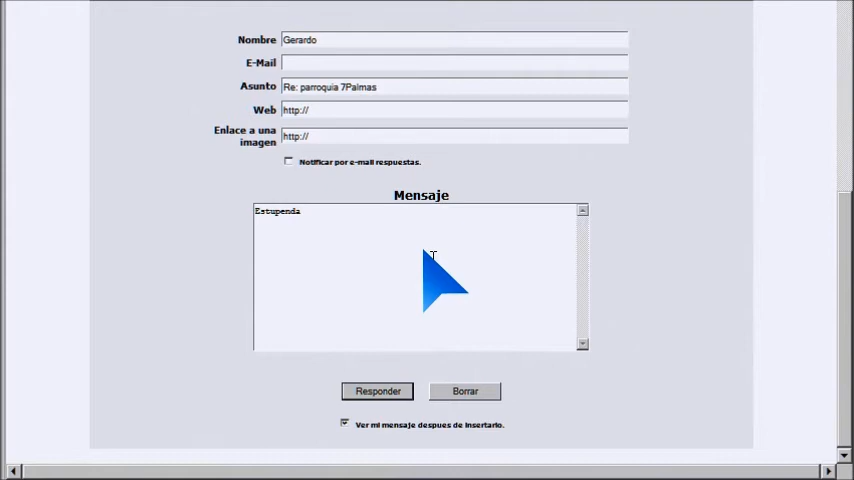 Nombre Gerardo
E-Mail
Asunto Re: parroquia 7Palmas
Web http://
Enlace a una
imagen http://
Notificar por e-mail respuestas.
Mensaje
Estupenda
Responder Borrar
Ver mi mensaje despues de insertarlo.